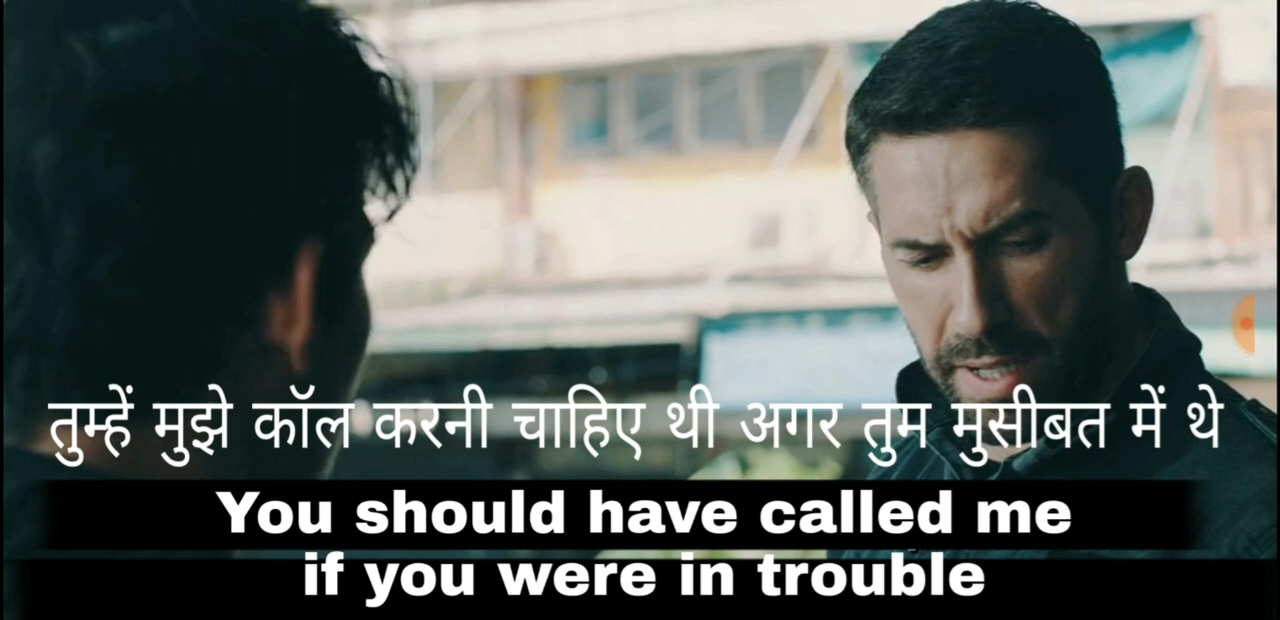 तुम्हें मुझे कॉल करनी चाहिए थी अगर तुम मुसीबत में थे
You should have called me
if you were in trouble